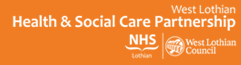 West Lothian
Health & Social Care Partnership
NHS
Lothian
West Lothian
Council